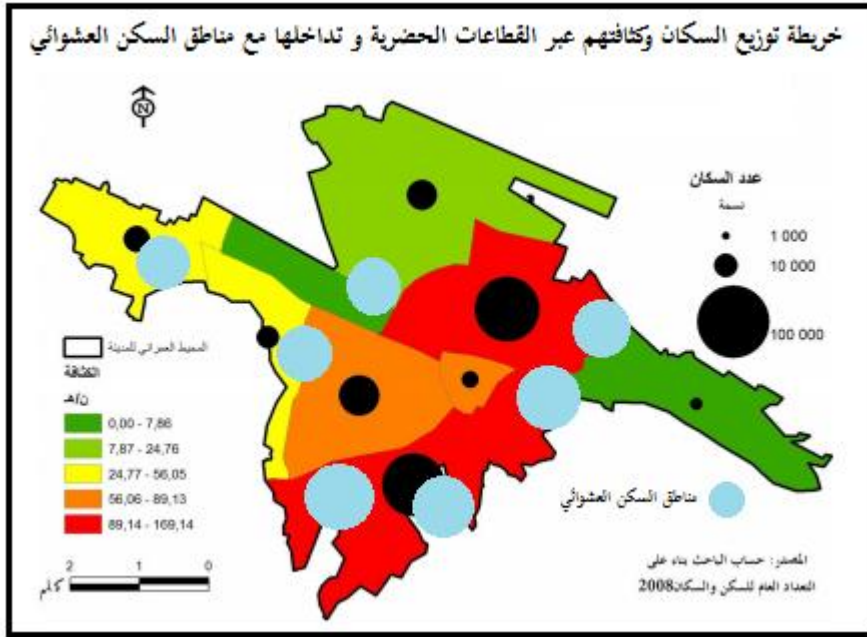 خريطة توزيع السكان وكثافتهم عبر القطاعات الحضرية و تداخلها مع مناطق السكن العشوائي
N
عدد السكان
نسمة
1 000
10 000
100 000
المحيط العمراني للمدينة
الكثافة
ن/هـ
0,00 - 7,86
7,87 - 24,76
24,77 - 56,05
56,06 - 89,13
89,14 - 169,14
مناطق السكن العشوائي
2 1 0
كلم
المصدر: حساب الباحث بناء على
التعداد العام للسكن والسكان2008